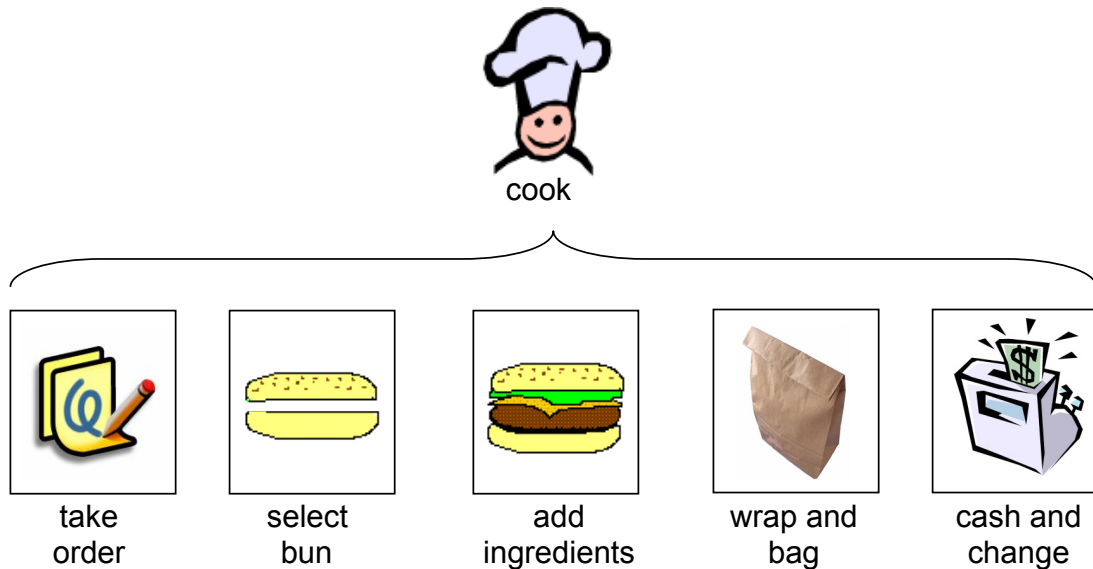 cook
take
order
select
bun
add
ingredients
wrap and
bag
cash and
change
$